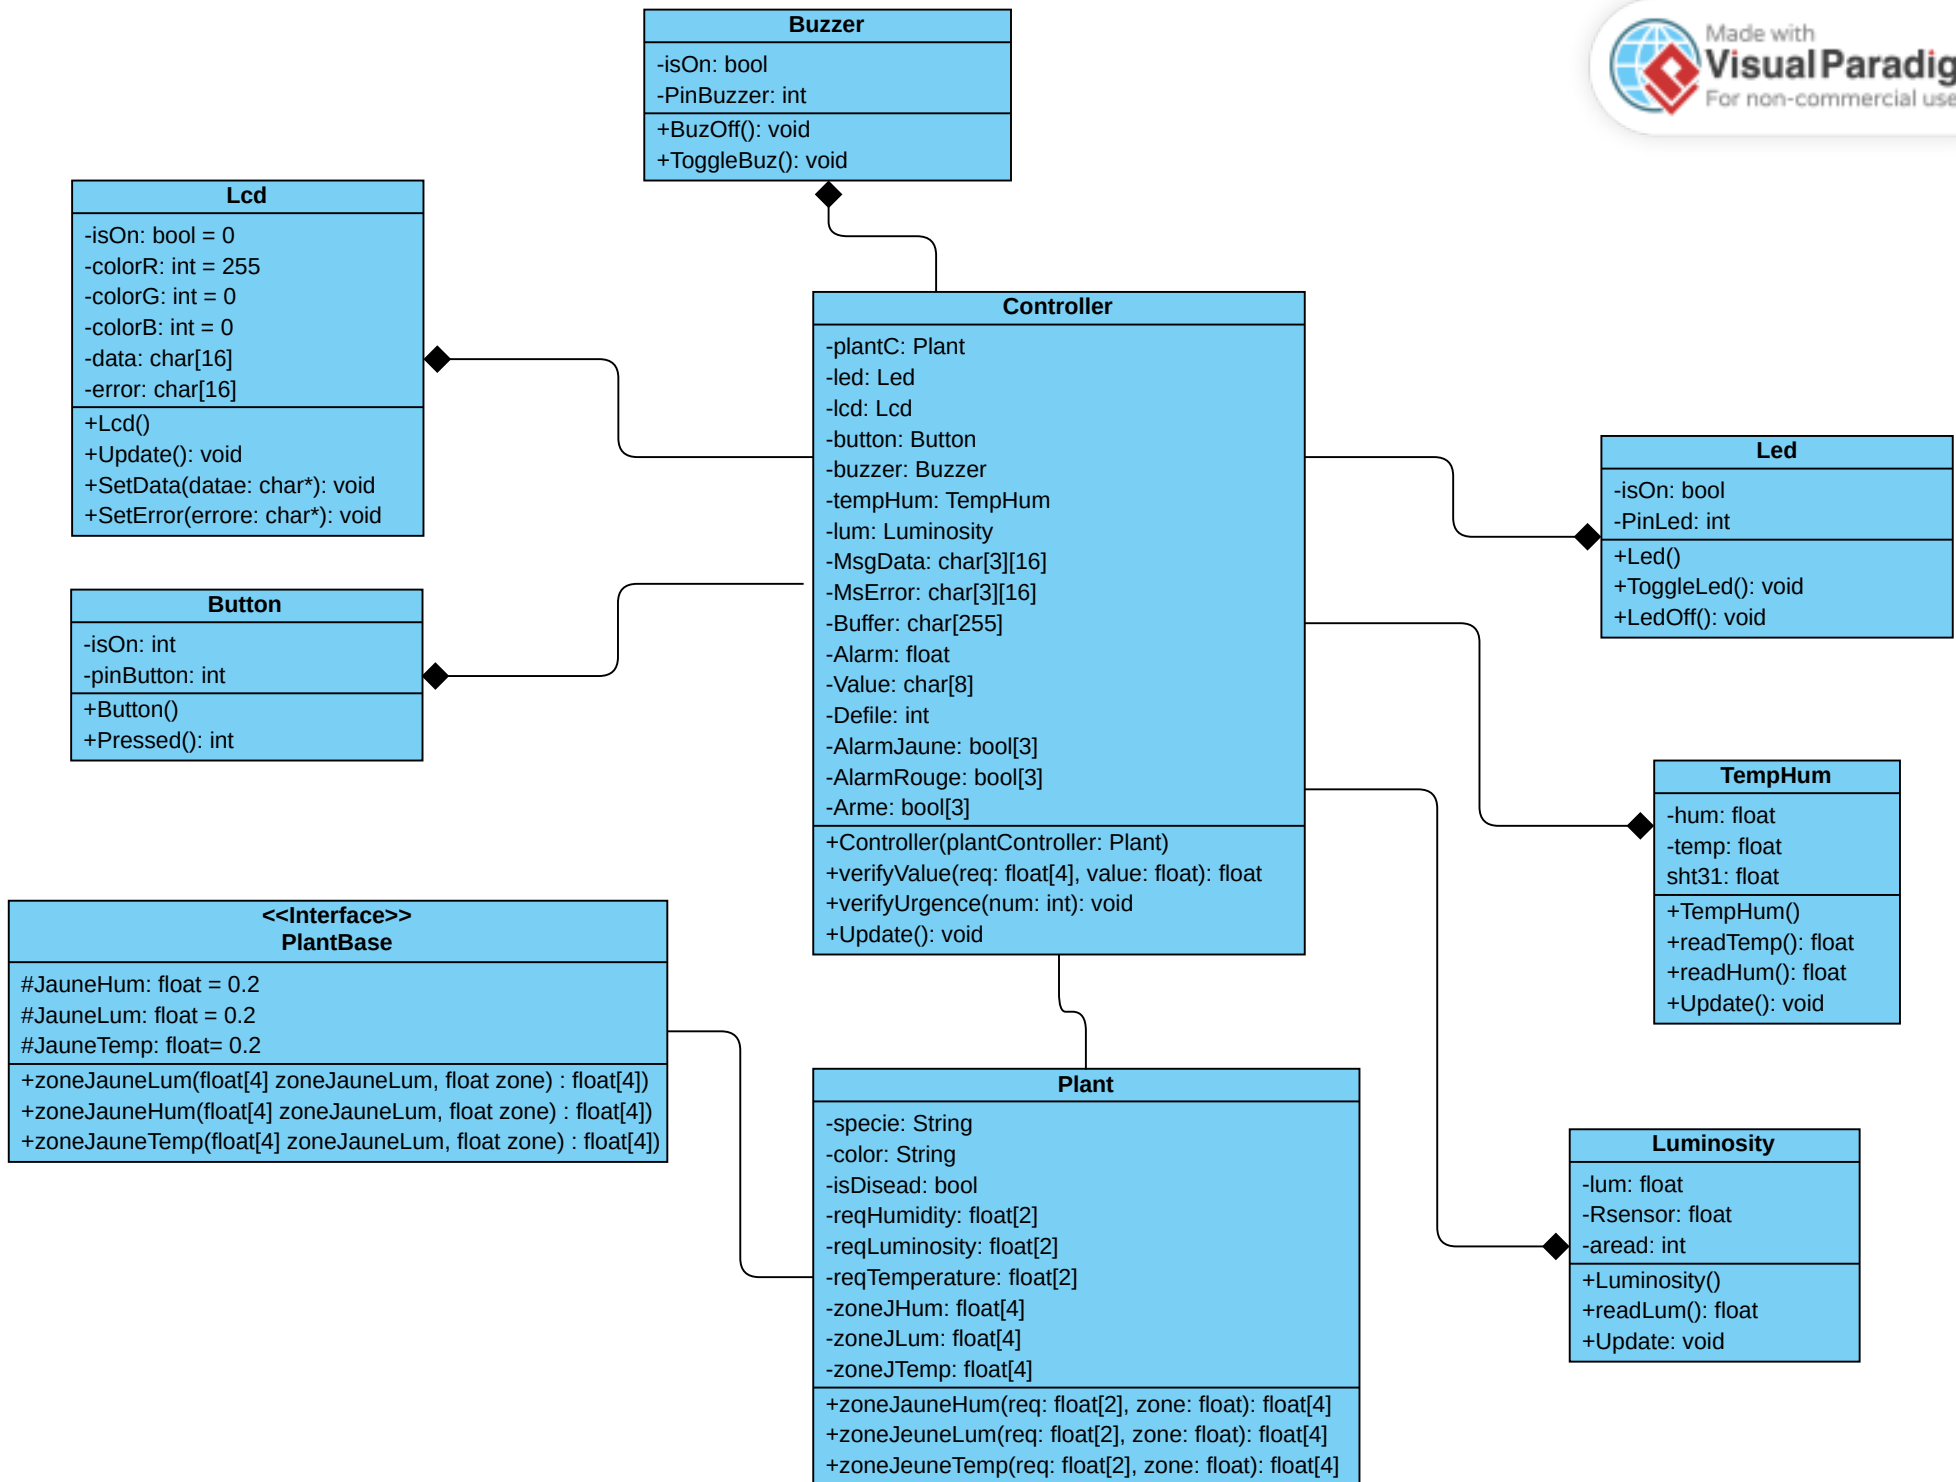 Buzzer
-isOn: bool
-PinBuzzer: int
+BuzOff(): void
+ToggleBuz(): void
Made with
Visual Paradig
For non-commercial use
Lcd
-isOn: bool = 0
-colorR: int = 255
-colorG: int = 0
-colorB: int = 0
-data: char[16]
-error: char[16]
+Lcd()
+Update(): void
+SetData(datae: char*): void
+SetError(errore: char*): void
Button
-isOn: int
-pinButton: int
+Button()
+Pressed(): int
Controller
-plantC: Plant
-led: Led
-lcd: Lcd
-button: Button
-buzzer: Buzzer
-tempHum: TempHum
-lum: Luminosity
-MsgData: char[3][16]
-MsError: char[3][16]
-Buffer: char[255]
-Alarm: float
-Value: char[8]
-Defile: int
-AlarmJaune: bool[3]
-AlarmRouge: bool[3]
-Arme: bool[3]
+Controller(plantController: Plant)
+verifyValue(req: float[4], value: float): float
+verifyUrgence(num: int): void
+Update(): void
Led
-isOn: bool
-PinLed: int
+Led()
+ToggleLed(): void
+LedOff(): void
TempHum
-hum: float
-temp: float
sht31: float
+TempHum()
+readTemp(): float
+readHum(): float
+Update(): void
<<Interface>>
PlantBase
#JauneHum: float = 0.2
#JauneLum: float = 0.2
#JauneTemp: float= 0.2
+zoneJauneLum(float[4] zoneJauneLum, float zone) : float[4])
+zoneJauneHum(float[4] zoneJauneLum, float zone) : float[4])
+zoneJauneTemp(float[4] zoneJauneLum, float zone) : float[4])
Plant
-specie: String
-color: String
-isDisead: bool
-reqHumidity: float[2]
-reqLuminosity: float[2]
-reqTemperature: float[2]
-zoneJHum: float[4]
-zoneJLum: float[4]
-zoneJTemp: float[4]
+zoneJauneHum(req: float[2], zone: float): float[4]
+zoneJeuneLum(req: float[2], zone: float): float[4]
+zoneJeuneTemp(req: float[2], zone: float): float[4]
Luminosity
-lum: float
-Rsensor: float
-aread: int
+Luminosity()
+readLum(): float
+Update: void